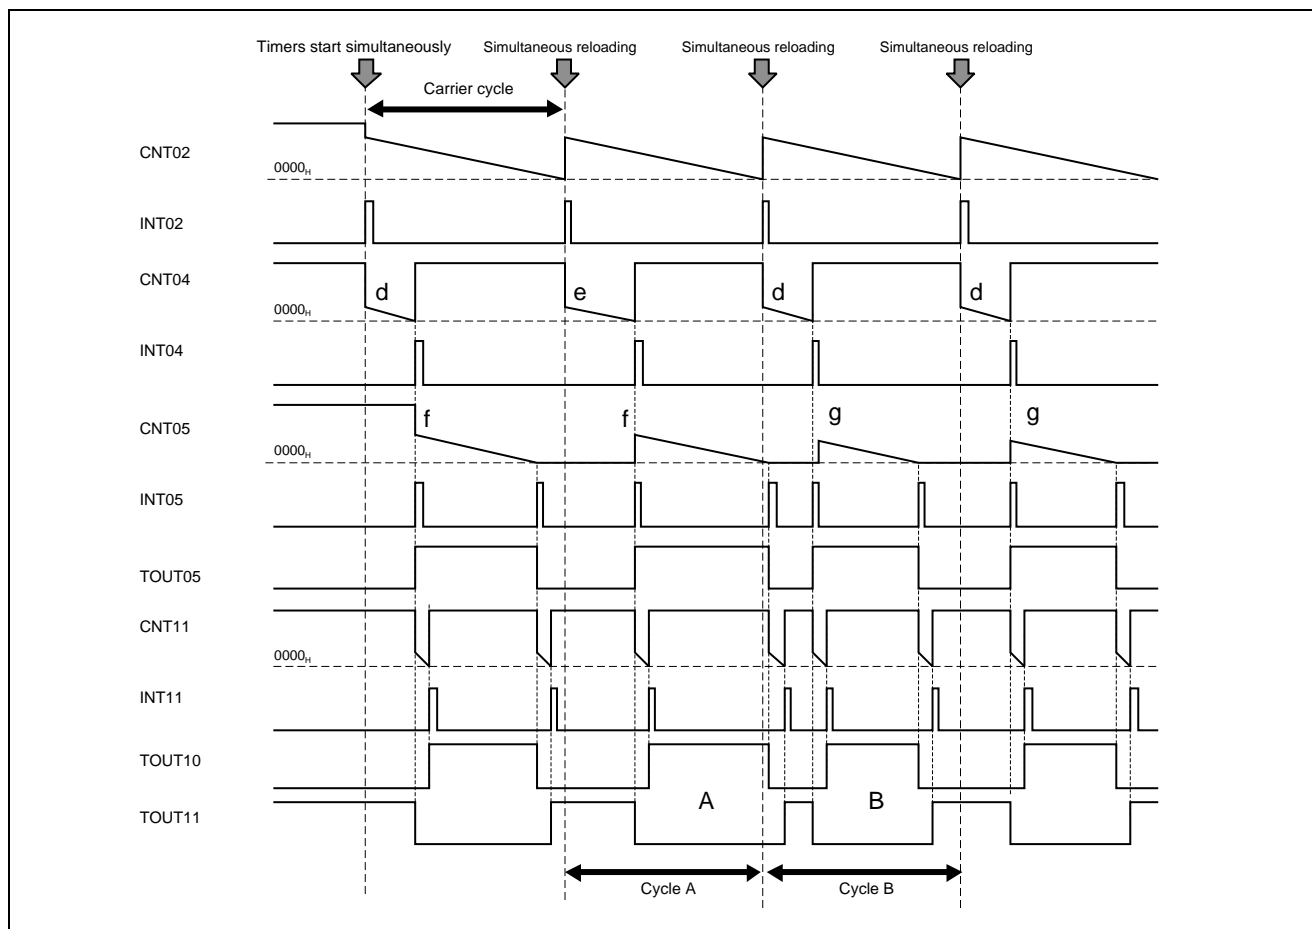 Timers start simultaneously Simultaneous reloading Simultaneous reloading Simultaneous reloading
Carrier cycle
CNT02
0000H
INT02
CNT04
d e d d
0000H
INT04
CNT05
f f g g
0000H
INT05
TOUT05
CNT11
0000H
INT11
TOUT10
A B
TOUT11
Cycle A Cycle B